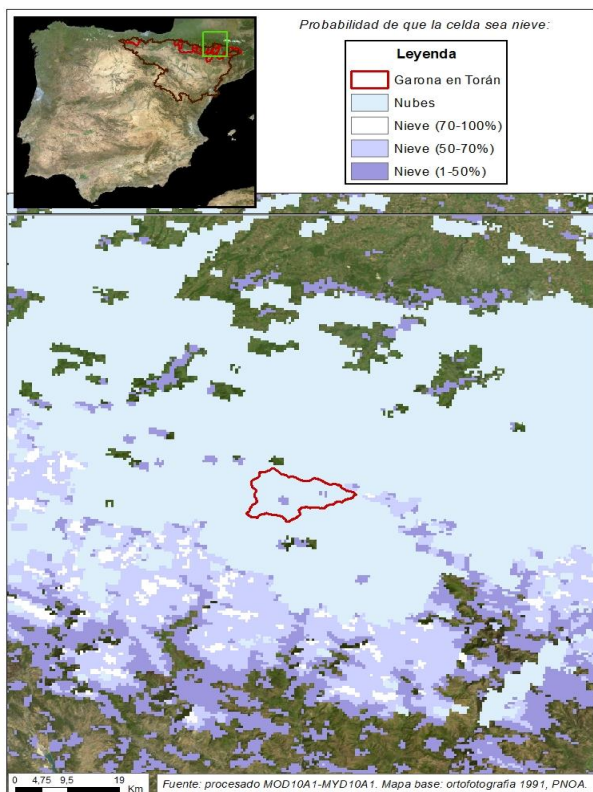 Probabilidad de que la celda sea nieve:
Leyenda
Garona en Torán
Nubes
Nieve (70-100%)
Nieve (50-70%)
Nieve (1-50%)
0 4,75 9,5 19
Km
Fuente: procesado MOD10A1-MYD10A1. Mapa base: ortofotografia 1991, PNOA.